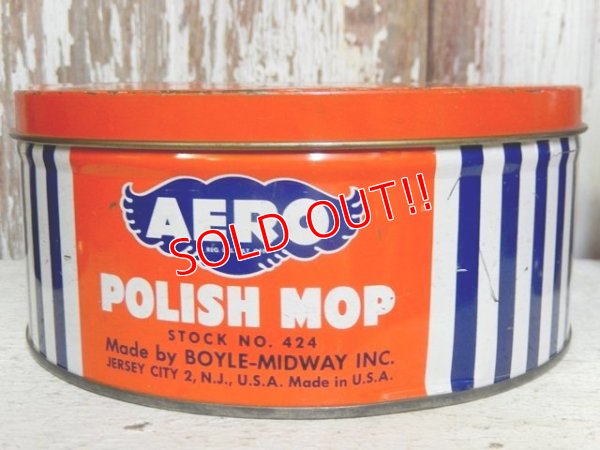 AERO
SOLD OUT!!
POLISH MOP
STOCK NO. 424
Made by BOYLE-MIDWAY INC.
JERSEY CITY 2, N.J., U.S.A. Made in U.S.A.